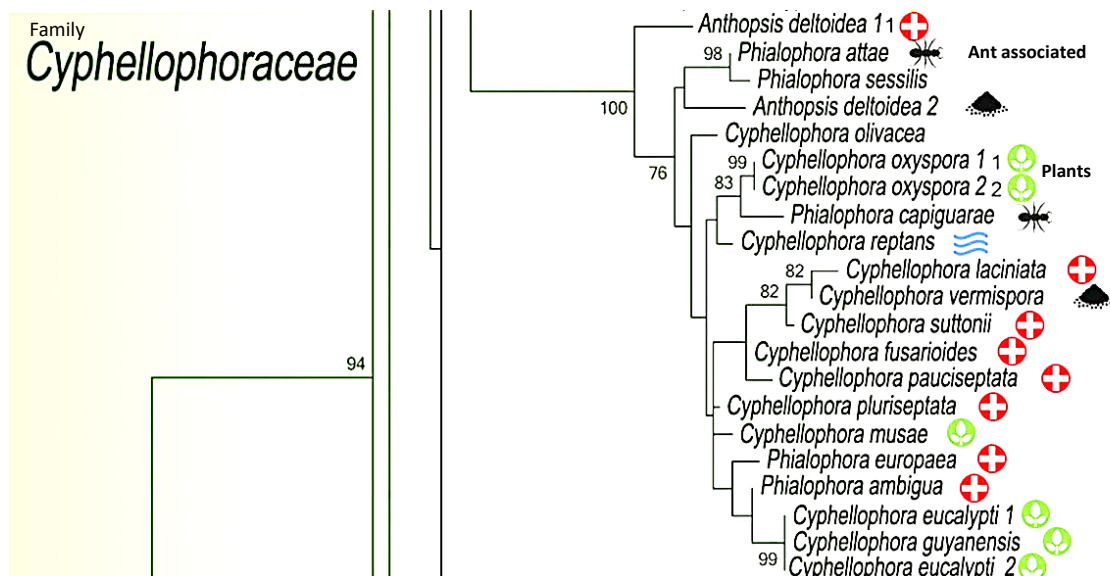 Family
Cyphellophoraceae
Anthopsis deltoidea 1 1
98
Phialophora attae
Ant associated
Phialophora sessilis
100
Anthopsis deltoidea 2
Cyphellophora olivacea
99
Cyphellophora oxyspora 1 1
76
Plants
83
Cyphellophora oxyspora 2 2
Phialophora capiguarae
Cyphellophora reptans
82
Cyphellophora laciniata
82
Cyphellophora vermispora
Cyphellophora suttonii
Cyphellophora fusarioides
94
Cyphellophora pauciseptata
Cyphellophora pluriseptata
Cyphellophora musae
Phialophora europaea
Phialophora ambigua
Cyphellophora eucalypti 1
Cyphellophora guyanensis
99
Cyphellophora eucalypti 2